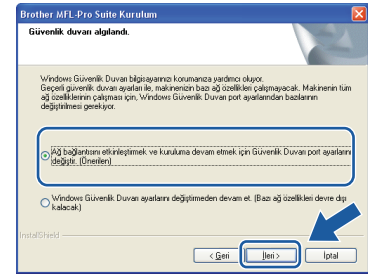 Brother MFL-Pro Suite Kurulum
Güvenlik duvarı algılandı.
Windows Güvenlik Duvarı bilgisayarınızı korumanıza yardımcı oluyor.
Geçerli güvenlik duvarı ayarları ile, makinenizin bazı ağ özellikleri çalışmayacak. Makinenin tüm
ağ özelliklerinin çalışması için, Windows Güvenlik Duvarı port ayarlarından bazılarının
değiştirilmesi gerekiyor.
Ağ bağlantısını etkinleştirmek ve kuruluma devam etmek için Güvenlik Duvarı port ayarlarını
değiştir. (Önerilen)
Windows Güvenlik Duvarı ayarlarını değiştirmeden devam et. (Bazı ağ özellikleri devre dışı
kalacak)
InstallShield
< Geri İleri > İptal